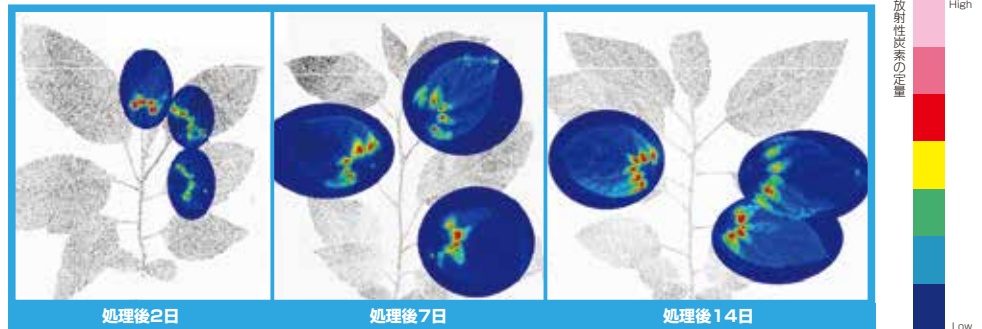 High
放射性炭素の定量
Low
処理後2日
処理後7日
処理後14日